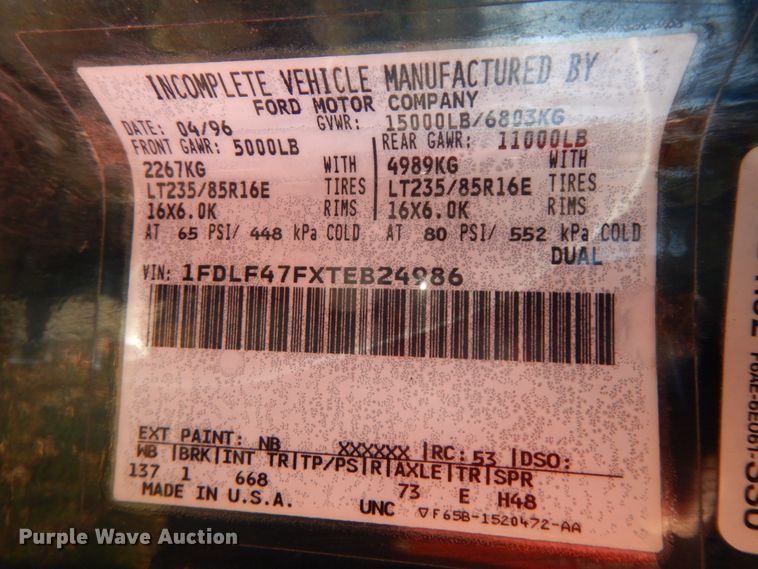 INCOMPLETE VEHICLE MANUFACTURED BY
FORD MOTOR COMPANY
DATE: 04/96 GVWR: 15000LB/6803KG
FRONT GAWR: 5000LB REAR GAWR: 11000LB
2267KG WITH 4989KG WITH
LT235/85R16E TIRES LT235/85R16E TIRES
16X6.0K RIMS 16X6.0K RIMS
AT 65 PSI/ 448 kPa COLD AT 80 PSI/ 552 kPa COLD
DUAL
VIN: 1FDLF47FXTEB24986
EXT PAINT: NB XXXXXX |RC: 53 |DSO:
WB |BRK|INT TR|TP/PS|R|AXLE|TR|SPR
137 1 668 73 E H48
MADE IN U.S.A. UNC ▽F65B-1520472-AA
Purple Wave Auction